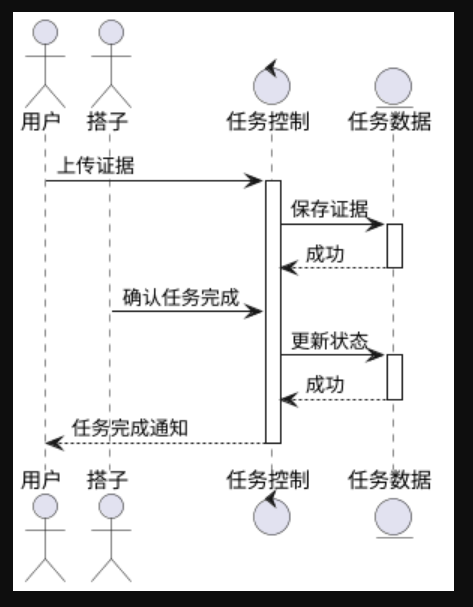 用户 搭子 任务控制 任务数据
上传证据
保存证据
成功
确认任务完成
更新状态
成功
任务完成通知
用户 搭子 任务控制 任务数据